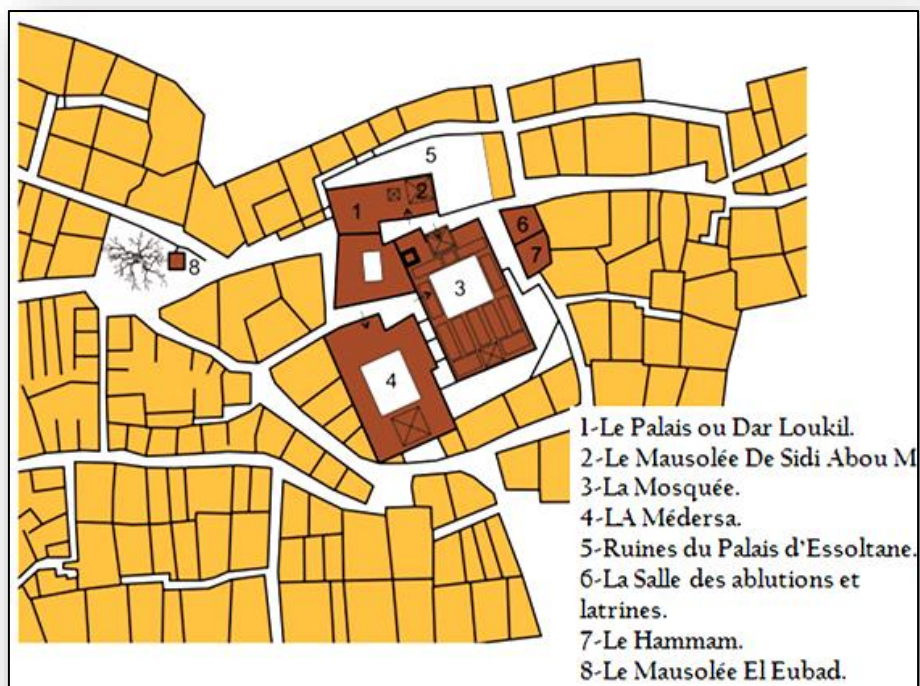 5
2
1
6
7
8
3
4
1-Le Palais ou Dar Loukil.
2-Le Mausolée De Sidi Abou M
3-La Mosquée.
4-LA Médersa.
5-Ruines du Palais d'Essoltane.
6-La Salle des ablutions et
latrines.
7-Le Hammam.
8-Le Mausolée El Eubad.